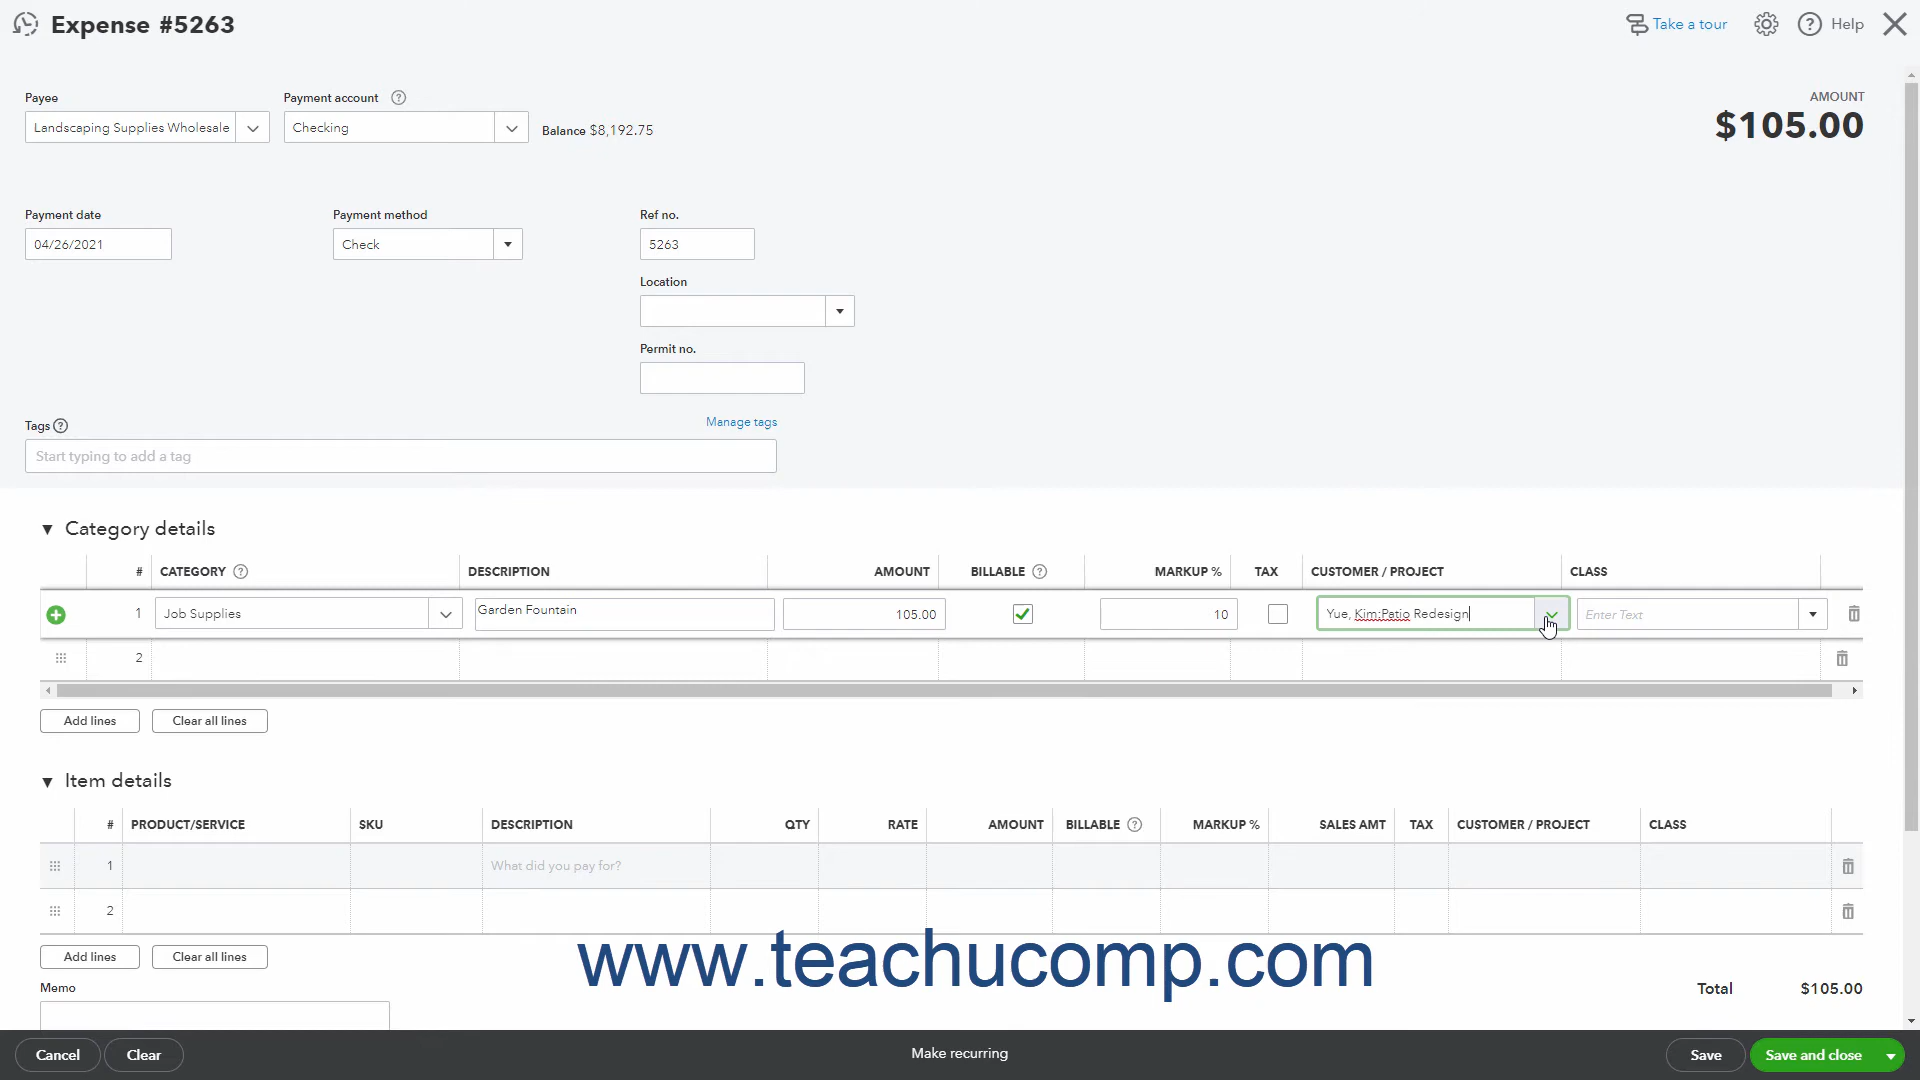 Expense #5263
Take a tour
Help
Payee
Payment account
AMOUNT
Landscaping Supplies Wholesale
Checking
Balance $8,192.75
$105.00
Payment date
Payment method
Ref no.
04/26/2021
Check
5263
Location
Permit no.
Tags
Manage tags
Start typing to add a tag
Category details
# CATEGORY DESCRIPTION AMOUNT BILLABLE MARKUP % TAX CUSTOMER / PROJECT CLASS
1 Job Supplies Garden Fountain 105.00 10 Yue, Kim:Patio Redesign Enter Text
2
Add lines Clear all lines
Item details
# PRODUCT/SERVICE SKU DESCRIPTION QTY RATE AMOUNT BILLABLE MARKUP % SALES AMT TAX CUSTOMER / PROJECT CLASS
1 What did you pay for?
2
Add lines Clear all lines
www.teachucomp.com
Memo
Total $105.00
Cancel Clear Make recurring Save Save and close